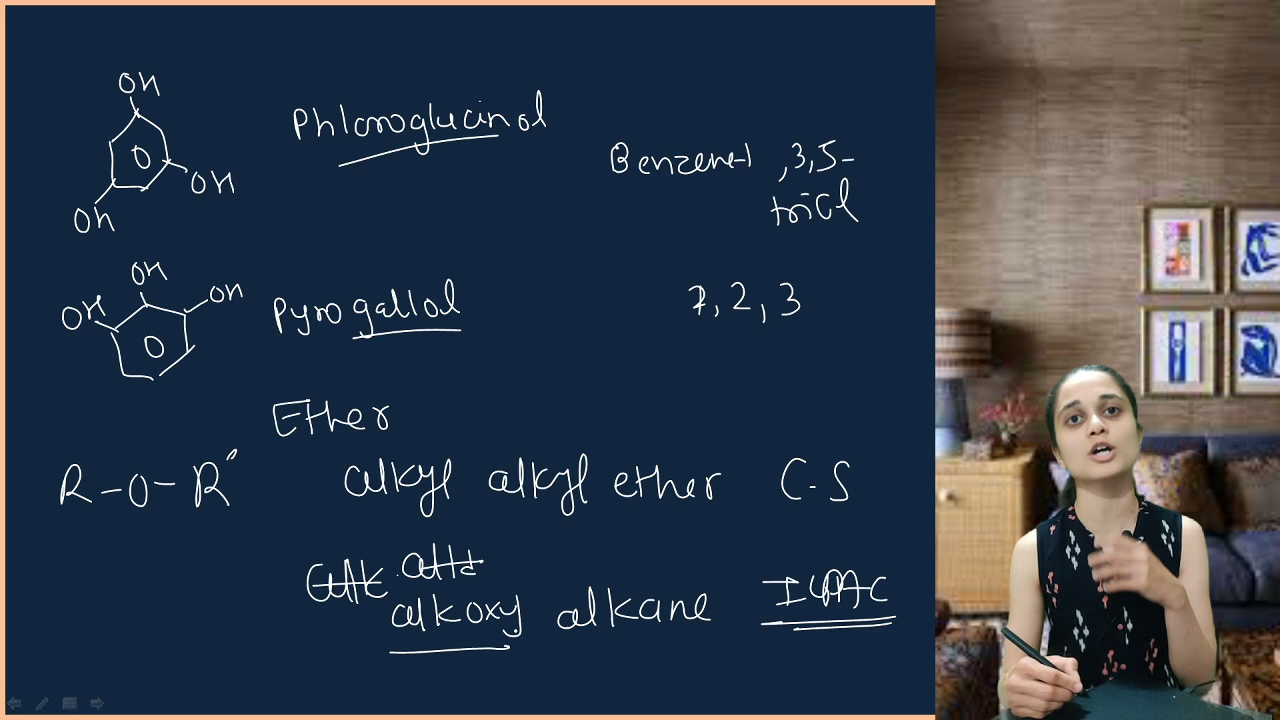 OH
Phloroglucinol
Benzene-1,3,5-
triol
OH
OH
OH
OH
OH
Pyrogallol
1, 2, 3
Ether
R-O-R'
alkyl alkyl ether C-S
alkoxy alkane IUPAC